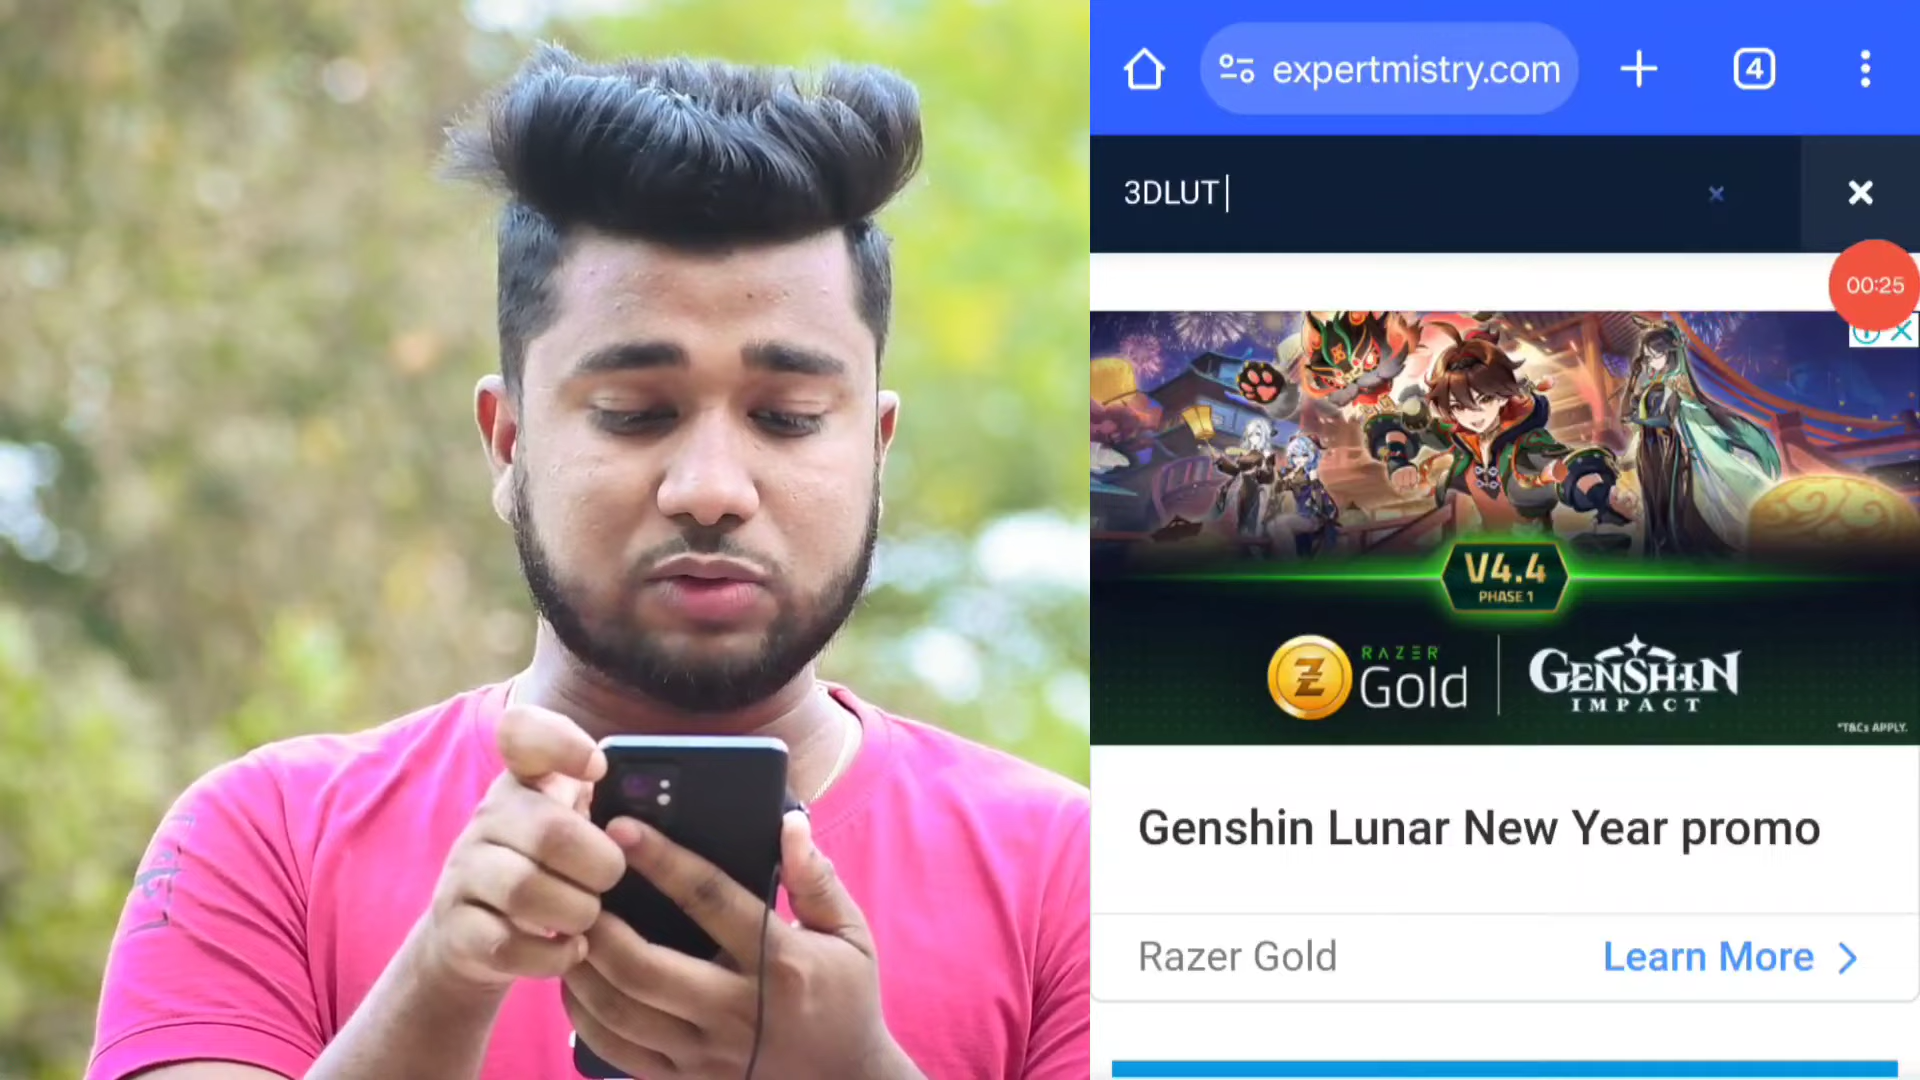 expertmistry.com
4
3DLUT
00:25
V4.4
PHASE 1
RAZER
Gold
GENSHIN
IMPACT
*T&Cs APPLY.
Genshin Lunar New Year promo
Razer Gold
Learn More